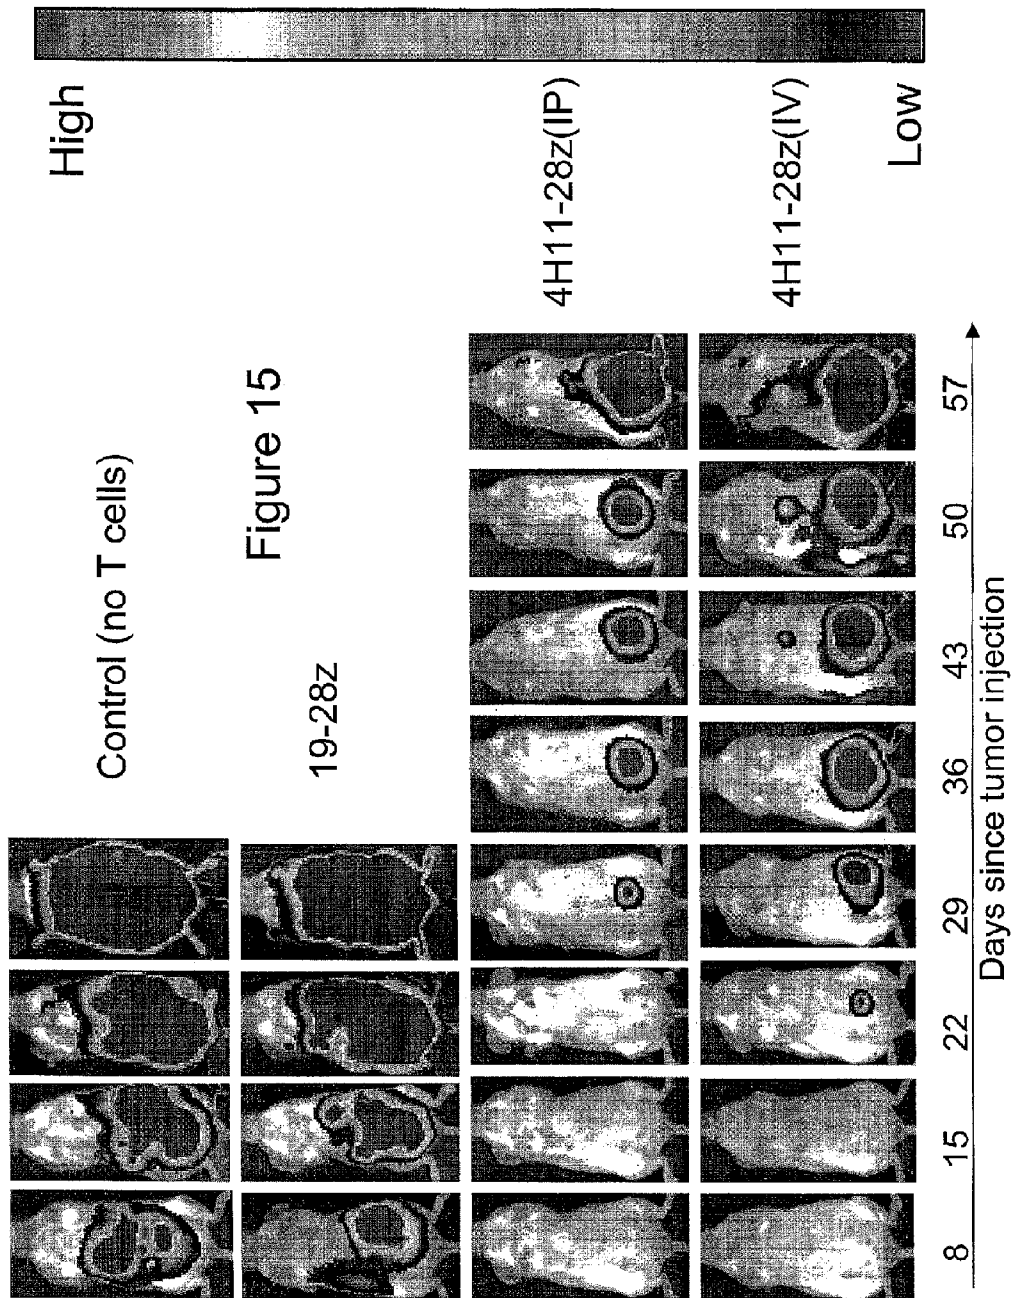 High
Low
Control (no T cells)
Figure 15
19-28z
4H11-28z(IP)
4H11-28z(IV)
8 15 22 29 36 43 50 57
Days since tumor injection